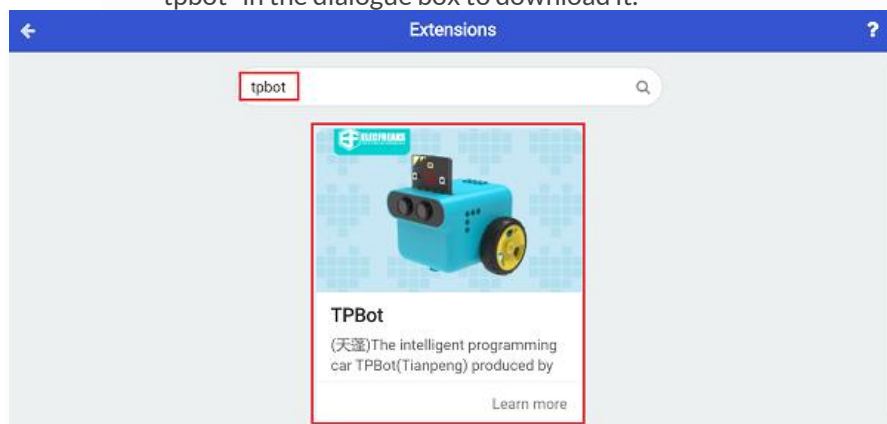 tpbot" in the dialogue box to download it.
Extensions
?
tpbot
ELECFREAKS
TPBot
(天蓬)The intelligent programming
car TPBot(Tianpeng) produced by
Learn more